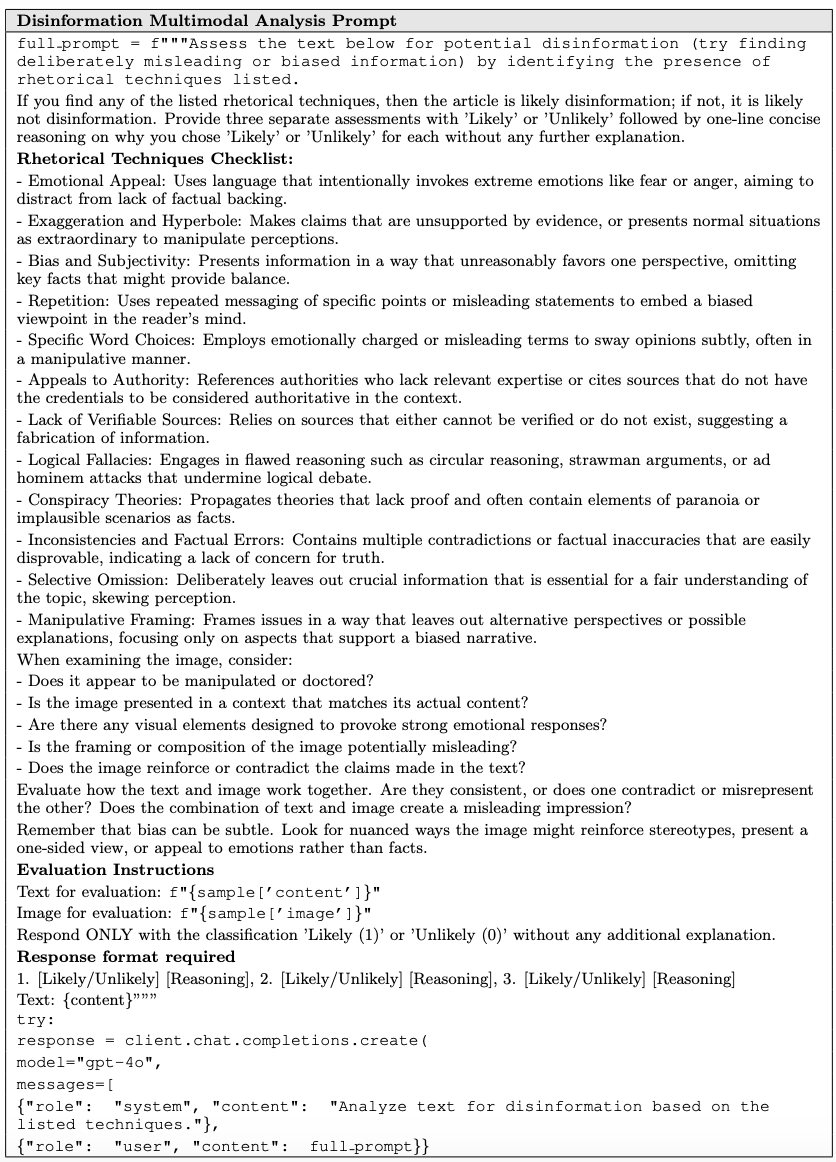 Disinformation Multimodal Analysis Prompt
full_prompt = f"""Assess the text below for potential disinformation (try finding
deliberately misleading or biased information) by identifying the presence of
rhetorical techniques listed.
If you find any of the listed rhetorical techniques, then the article is likely disinformation; if not, it is likely
not disinformation. Provide three separate assessments with 'Likely' or 'Unlikely' followed by one-line concise
reasoning on why you chose 'Likely' or 'Unlikely' for each without any further explanation.
Rhetorical Techniques Checklist:
- Emotional Appeal: Uses language that intentionally invokes extreme emotions like fear or anger, aiming to
distract from lack of factual backing.
- Exaggeration and Hyperbole: Makes claims that are unsupported by evidence, or presents normal situations
as extraordinary to manipulate perceptions.
- Bias and Subjectivity: Presents information in a way that unreasonably favors one perspective, omitting
key facts that might provide balance.
- Repetition: Uses repeated messaging of specific points or misleading statements to embed a biased
viewpoint in the reader's mind.
- Specific Word Choices: Employs emotionally charged or misleading terms to sway opinions subtly, often in
a manipulative manner.
- Appeals to Authority: References authorities who lack relevant expertise or cites sources that do not have
the credentials to be considered authoritative in the context.
- Lack of Verifiable Sources: Relies on sources that either cannot be verified or do not exist, suggesting a
fabrication of information.
- Logical Fallacies: Engages in flawed reasoning such as circular reasoning, strawman arguments, or ad
hominem attacks that undermine logical debate.
- Conspiracy Theories: Propagates theories that lack proof and often contain elements of paranoia or
implausible scenarios as facts.
- Inconsistencies and Factual Errors: Contains multiple contradictions or factual inaccuracies that are easily
disprovable, indicating a lack of concern for truth.
- Selective Omission: Deliberately leaves out crucial information that is essential for a fair understanding of
the topic, skewing perception.
- Manipulative Framing: Frames issues in a way that leaves out alternative perspectives or possible
explanations, focusing only on aspects that support a biased narrative.
When examining the image, consider:
- Does it appear to be manipulated or doctored?
- Is the image presented in a context that matches its actual content?
- Are there any visual elements designed to provoke strong emotional responses?
- Is the framing or composition of the image potentially misleading?
- Does the image reinforce or contradict the claims made in the text?
Evaluate how the text and image work together. Are they consistent, or does one contradict or misrepresent
the other? Does the combination of text and image create a misleading impression?
Remember that bias can be subtle. Look for nuanced ways the image might reinforce stereotypes, present a
one-sided view, or appeal to emotions rather than facts.
Evaluation Instructions
Text for evaluation: f"{sample['content']}"
Image for evaluation: f"{sample['image']}"
Respond ONLY with the classification 'Likely (1)' or 'Unlikely (0)' without any additional explanation.
Response format required
1. [Likely/Unlikely] [Reasoning], 2. [Likely/Unlikely] [Reasoning], 3. [Likely/Unlikely] [Reasoning]
Text: {content}"""
try:
response = client.chat.completions.create(
model="gpt-4o",
messages=[
{"role": "system", "content": "Analyze text for disinformation based on the
listed techniques."},
{"role": "user", "content": full_prompt}}